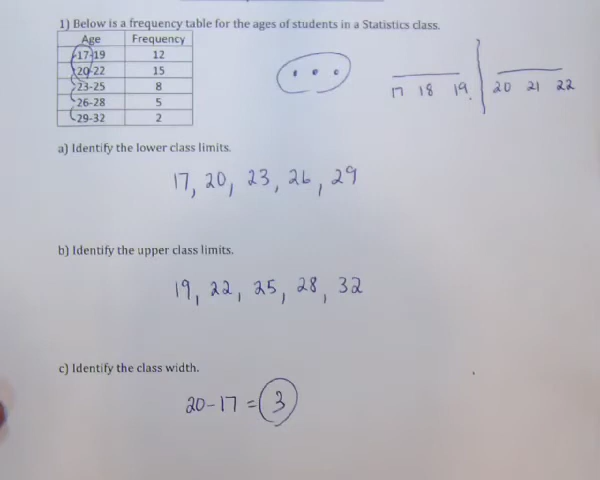 1) Below is a frequency table for the ages of students in a Statistics class.
Age Frequency
17-19 12
20-22 15
23-25 8
26-28 5
29-32 2
17 18 19. 20 21 22
a) Identify the lower class limits.
17, 20, 23, 26, 29
b) Identify the upper class limits.
19, 22, 25, 28, 32
c) Identify the class width.
20-17 = 3